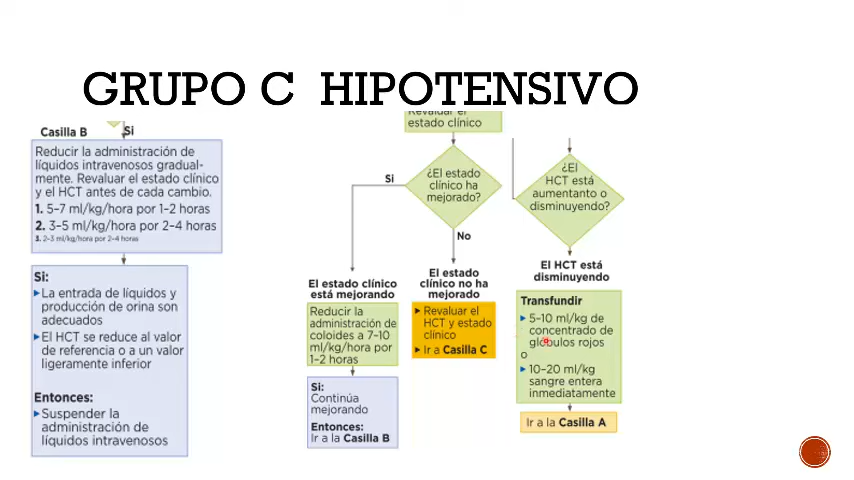 GRUPO C HIPOTENSIVO
Casilla B
Si
Reducir la administración de
líquidos intravenosos gradual-
mente. Revaluar el estado clínico
y el HCT antes de cada cambio.
1. 5–7 ml/kg/hora por 1–2 horas
2. 3–5 ml/kg/hora por 2–4 horas
3. 2–3 ml/kg/hora por 2–4 horas
Si:
La entrada de líquidos y
producción de orina son
adecuados
El HCT se reduce al valor
de referencia o a un valor
ligeramente inferior
Entonces:
Suspender la
administración de
líquidos intravenosos
Revaluar el
estado clínico
¿El estado
clínico ha
mejorado?
Si
No
El estado clínico
está mejorando
Reducir la
administración de
coloides a 7–10
ml/kg/hora por
1–2 horas
Si:
Continúa
mejorando
Entonces:
Ir a la Casilla B
El estado
clínico no ha
mejorado
Revaluar el
HCT y estado
clínico
Ir a Casilla C
¿El
HCT está
aumentanto o
disminuyendo?
El HCT está
disminuyendo
Transfundir
5–10 ml/kg de
concentrado de
glóbulos rojos
o
10–20 ml/kg
sangre entera
inmediatamente
Ir a la Casilla A